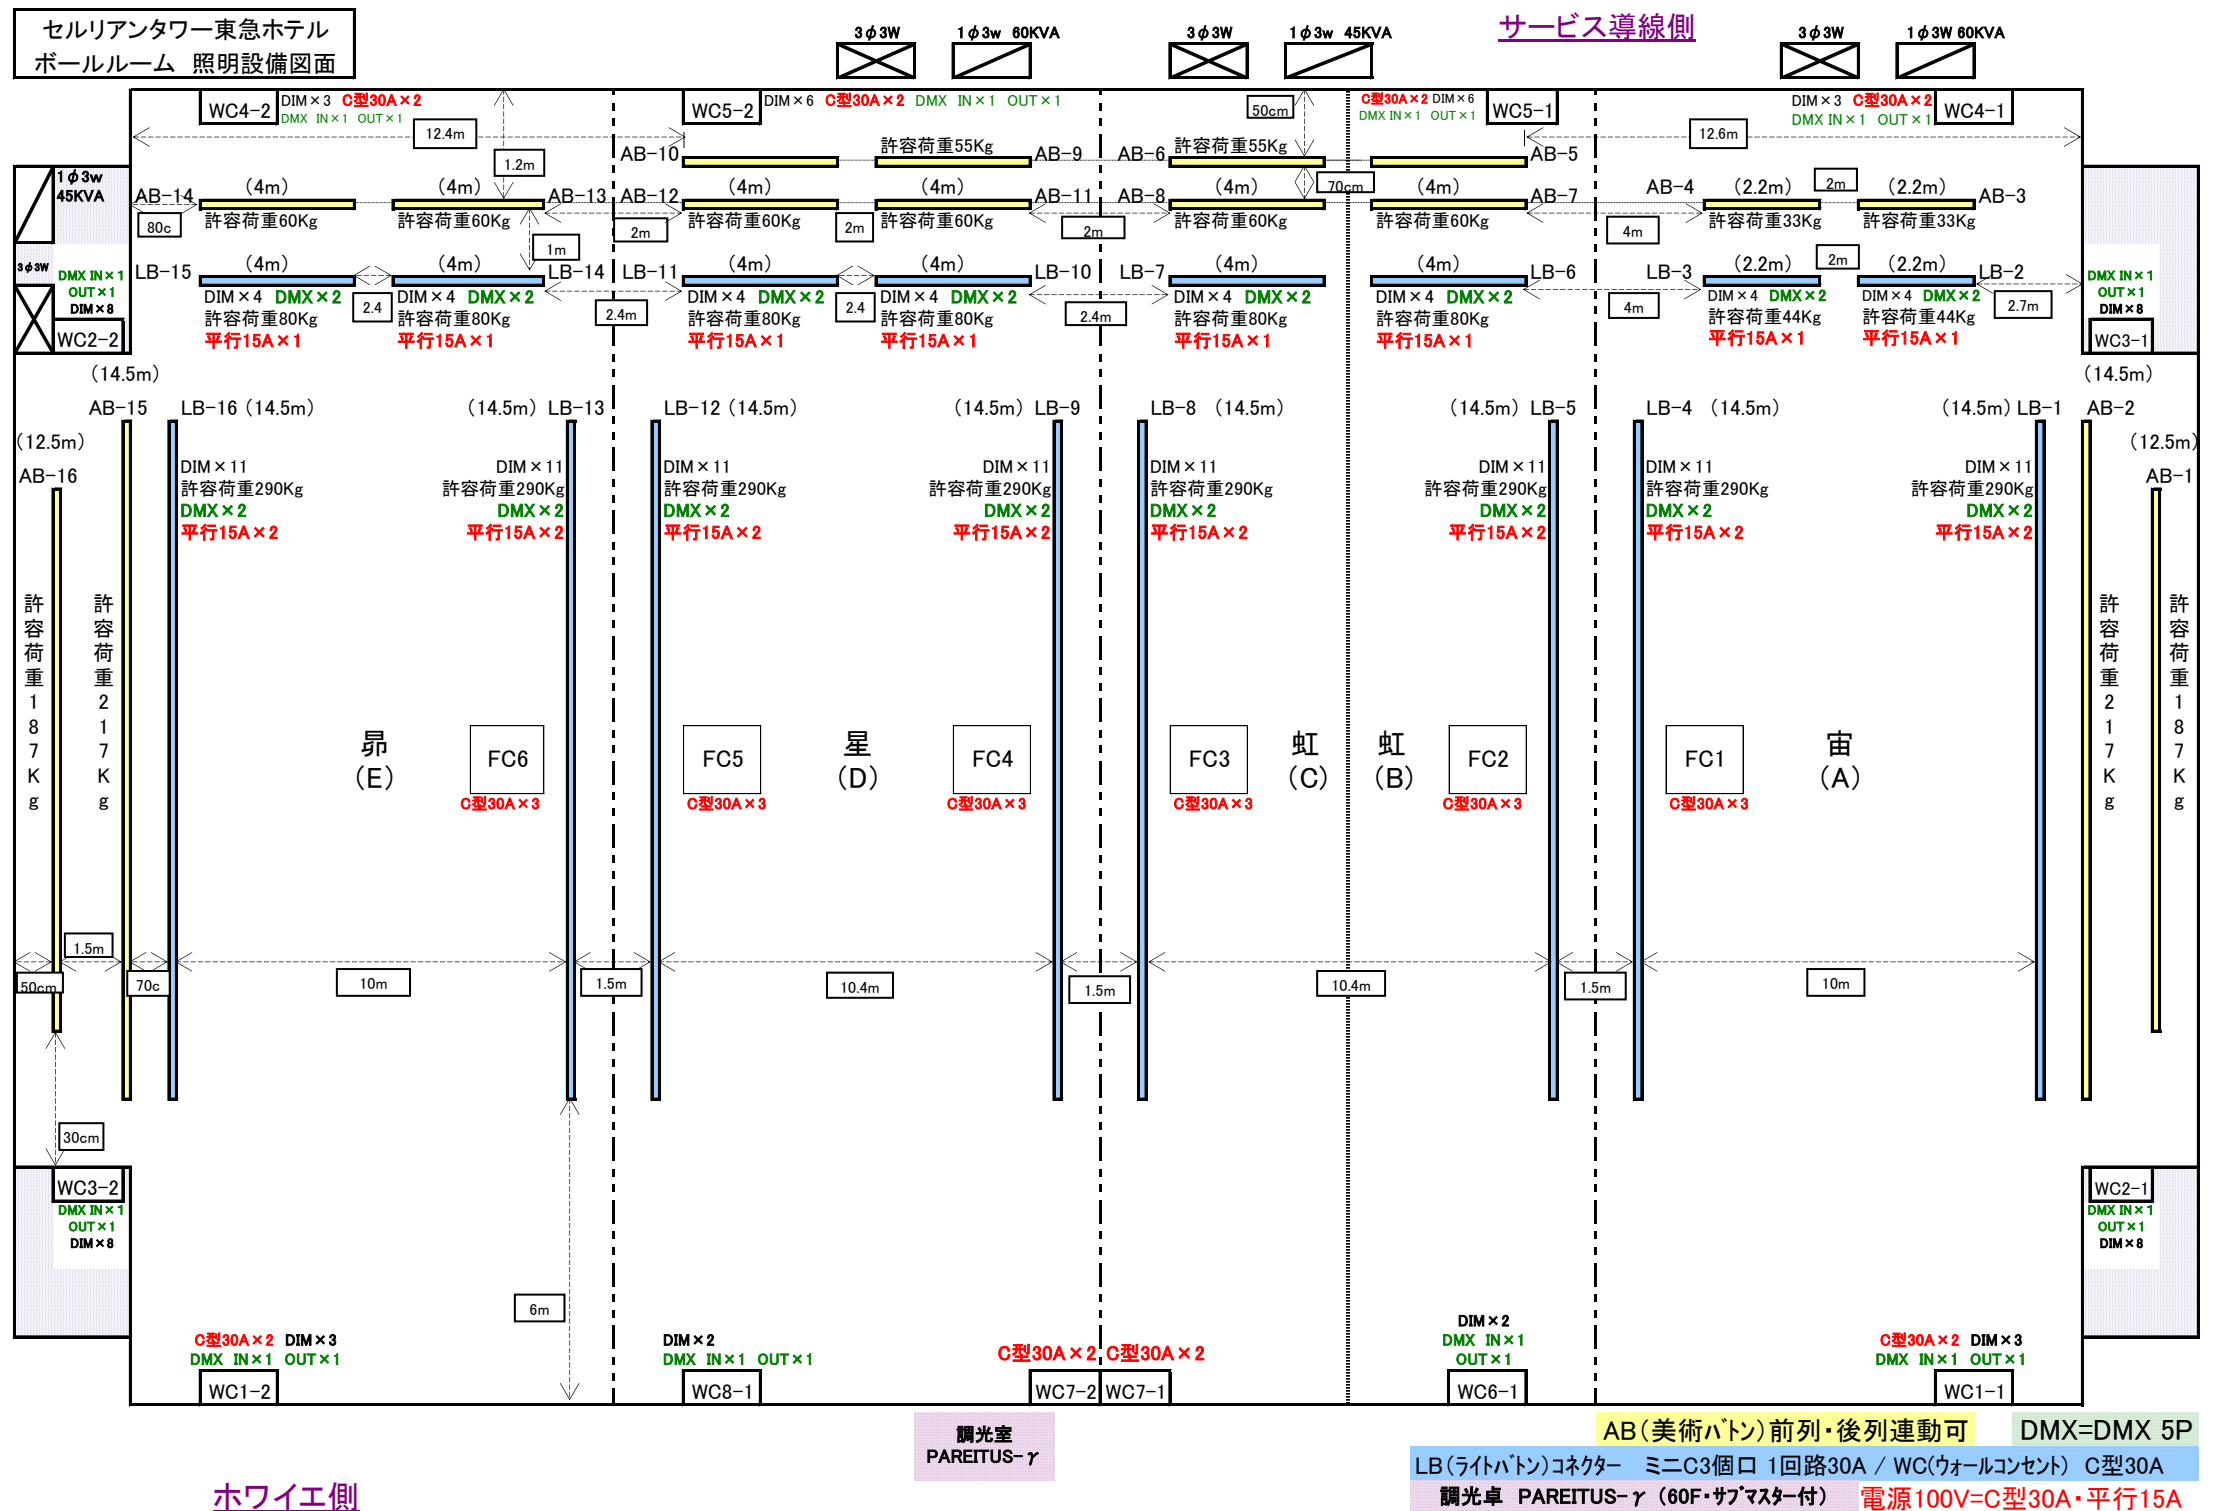 セルリアンタワー東急ホテル
ボールルーム 照明設備図面
3φ3W
1φ3w 60KVA
3φ3W
1φ3w 45KVA
サービス導線側
3φ3W
1φ3W 60KVA
WC4-2
DIM×3 C型30A×2
DMX IN×1 OUT×1
WC5-2
DIM×6 C型30A×2 DMX IN×1 OUT×1
50cm
C型30A×2 DIM×6
DMX IN×1 OUT×1
WC5-1
DIM×3 C型30A×2
DMX IN×1 OUT×1
WC4-1
12.4m
1.2m
12.6m
AB-10
許容荷重55Kg
AB-9
AB-6
許容荷重55Kg
AB-5
70cm
1φ3w
45KVA
AB-14
(4m)
許容荷重60Kg
(4m)
許容荷重60Kg
AB-13
AB-12
(4m)
許容荷重60Kg
(4m)
許容荷重60Kg
AB-11
AB-8
(4m)
許容荷重60Kg
(4m)
許容荷重60Kg
AB-7
AB-4
(2.2m)
許容荷重33Kg
2m
(2.2m)
許容荷重33Kg
AB-3
80c
1m
2m
2m
2m
4m
3φ3W
DMX IN×1
OUT×1
DIM×8
WC2-2
LB-15
(4m)
DIM×4 DMX×2
許容荷重80Kg
平行15A×1
2.4
(4m)
DIM×4 DMX×2
許容荷重80Kg
平行15A×1
LB-14
2.4m
LB-11
(4m)
DIM×4 DMX×2
許容荷重80Kg
平行15A×1
2.4
(4m)
DIM×4 DMX×2
許容荷重80Kg
平行15A×1
LB-10
2.4m
LB-7
(4m)
DIM×4 DMX×2
許容荷重80Kg
平行15A×1
(4m)
DIM×4 DMX×2
許容荷重80Kg
平行15A×1
LB-6
4m
LB-3
(2.2m)
DIM×4 DMX×2
許容荷重44Kg
平行15A×1
2m
(2.2m)
DIM×4 DMX×2
許容荷重44Kg
平行15A×1
LB-2
2.7m
DMX IN×1
OUT×1
DIM×8
WC3-1
(14.5m)
AB-15
LB-16 (14.5m)
(14.5m) LB-13
LB-12 (14.5m)
(14.5m) LB-9
LB-8 (14.5m)
(14.5m) LB-5
LB-4 (14.5m)
(14.5m) LB-1
(14.5m)
AB-2
(12.5m)
AB-16
(12.5m)
AB-1
DIM×11
許容荷重290Kg
DMX×2
平行15A×2
DIM×11
許容荷重290Kg
DMX×2
平行15A×2
DIM×11
許容荷重290Kg
DMX×2
平行15A×2
DIM×11
許容荷重290Kg
DMX×2
平行15A×2
DIM×11
許容荷重290Kg
DMX×2
平行15A×2
DIM×11
許容荷重290Kg
DMX×2
平行15A×2
DIM×11
許容荷重290Kg
DMX×2
平行15A×2
DIM×11
許容荷重290Kg
DMX×2
平行15A×2
許容荷重187Kg
許容荷重217Kg
許容荷重217Kg
許容荷重187Kg
昴
(E)
FC6
C型30A×3
FC5
C型30A×3
星
(D)
FC4
C型30A×3
FC3
C型30A×3
虹
(C)
虹
(B)
FC2
C型30A×3
FC1
C型30A×3
宙
(A)
50cm
1.5m
70c
10m
1.5m
10.4m
1.5m
10.4m
1.5m
10m
30cm
WC3-2
DMX IN×1
OUT×1
DIM×8
WC2-1
DMX IN×1
OUT×1
DIM×8
6m
C型30A×2 DIM×3
DMX IN×1 OUT×1
WC1-2
DIM×2
DMX IN×1 OUT×1
WC8-1
C型30A×2 C型30A×2
WC7-2
WC7-1
DIM×2
DMX IN×1
OUT×1
WC6-1
C型30A×2 DIM×3
DMX IN×1 OUT×1
WC1-1
調光室
PAREITUS-γ
AB(美術バトン)前列・後列連動可
DMX=DMX 5P
LB(ライトバトン)コネクター ミニC3個口 1回路30A / WC(ウォールコンセント) C型30A
調光卓 PAREITUS-γ (60F・サブマスター付)
電源100V=C型30A・平行15A
ホワイエ側